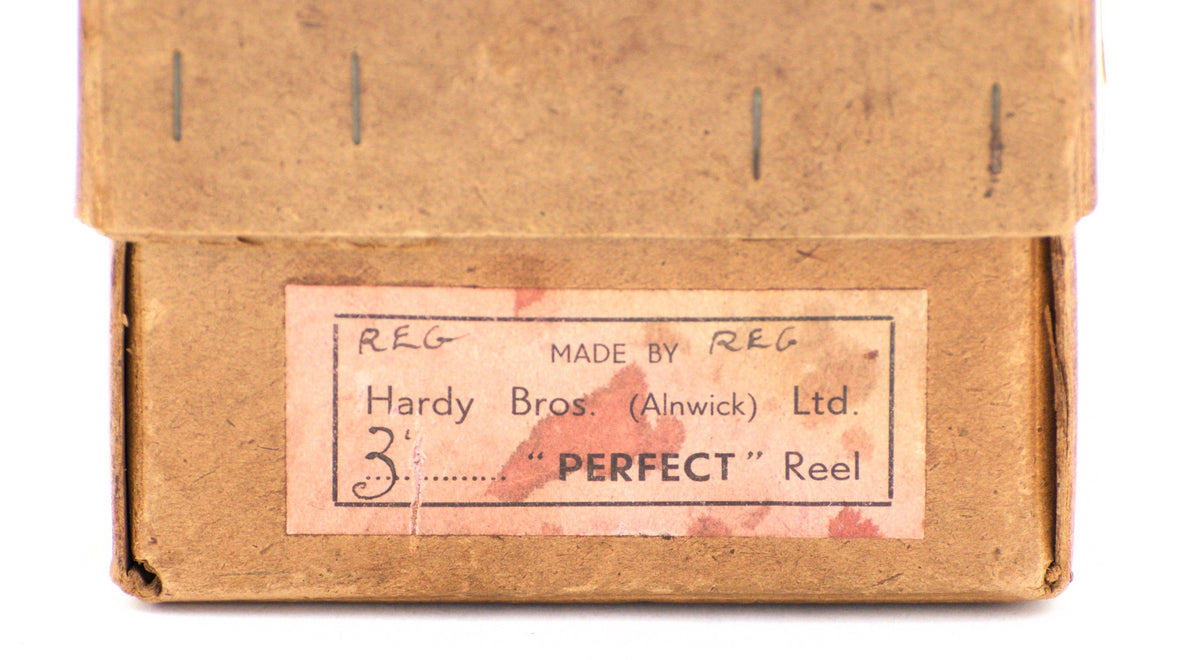 REG MADE BY REG
Hardy Bros. (Alnwick) Ltd.
3" .............. "PERFECT" Reel